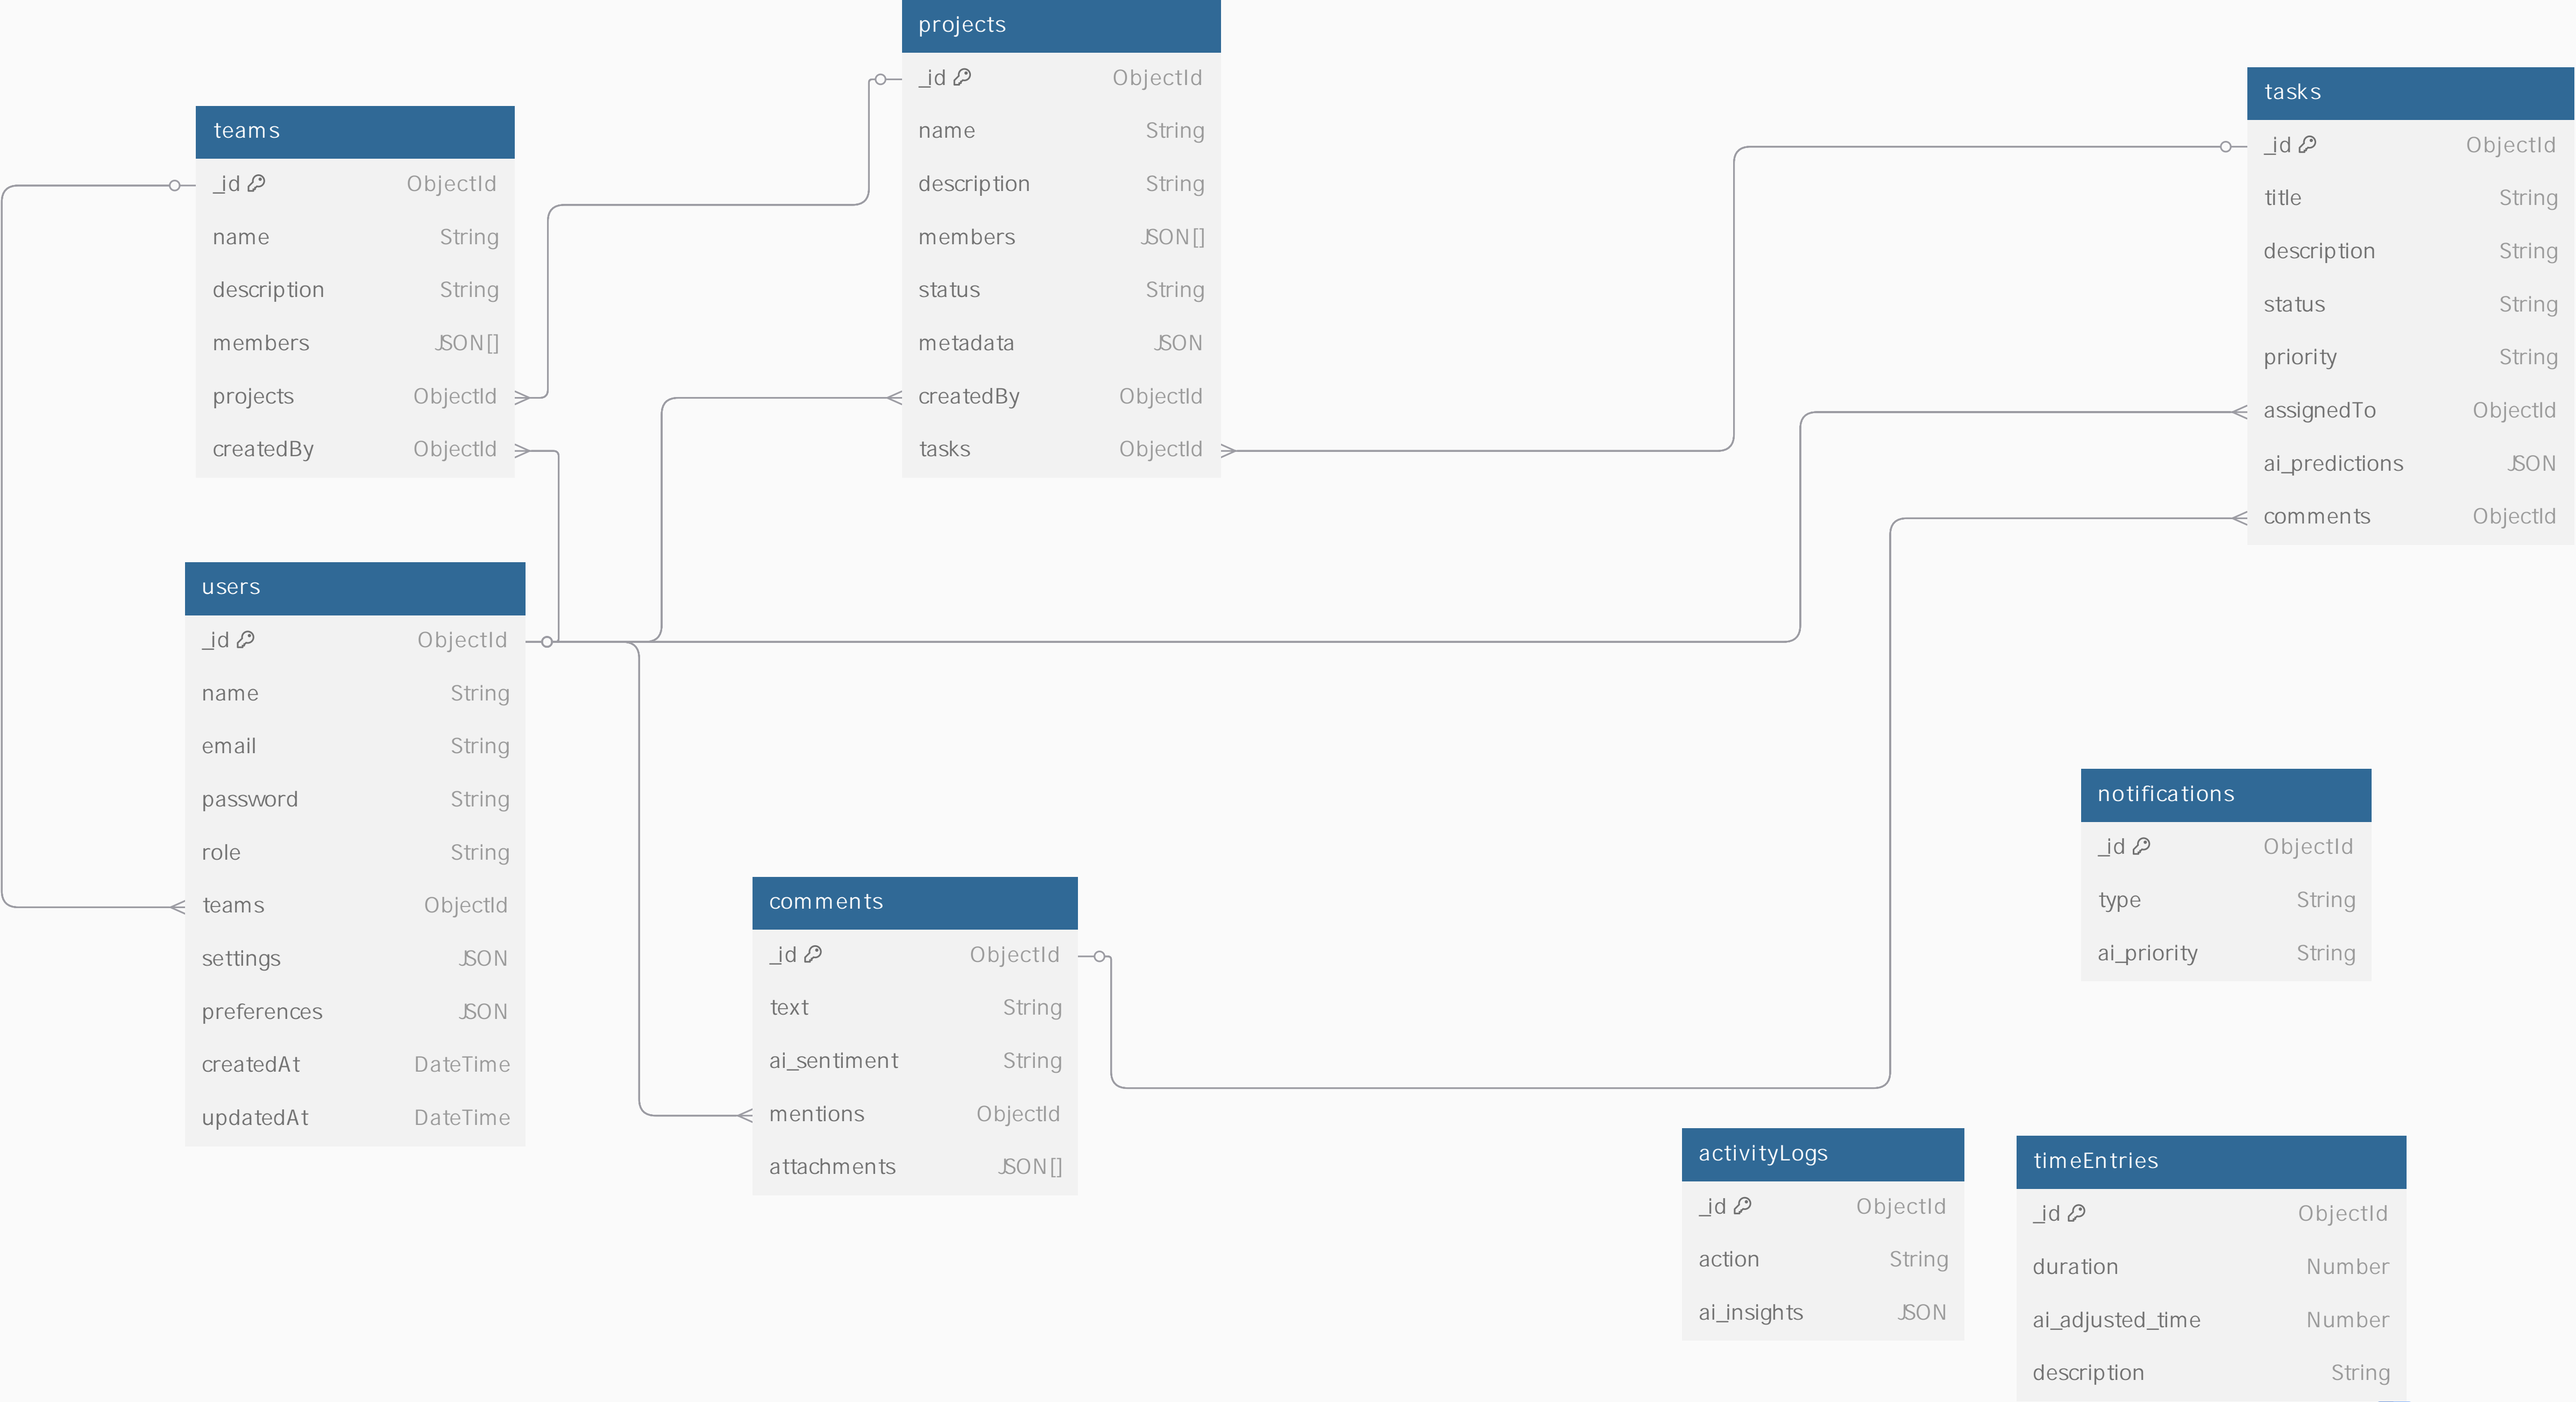 projects
_id ObjectId
name String
description String
members JSON[]
status String
metadata JSON
createdBy ObjectId
tasks ObjectId
teams
_id ObjectId
name String
description String
members JSON[]
projects ObjectId
createdBy ObjectId
tasks
_id ObjectId
title String
description String
status String
priority String
assignedTo ObjectId
ai_predictions JSON
comments ObjectId
users
_id ObjectId
name String
email String
password String
role String
teams ObjectId
settings JSON
preferences JSON
createdAt DateTime
updatedAt DateTime
comments
_id ObjectId
text String
ai_sentiment String
mentions ObjectId
attachments JSON[]
notifications
_id ObjectId
type String
ai_priority String
activityLogs
_id ObjectId
action String
ai_insights JSON
timeEntries
_id ObjectId
duration Number
ai_adjusted_time Number
description String